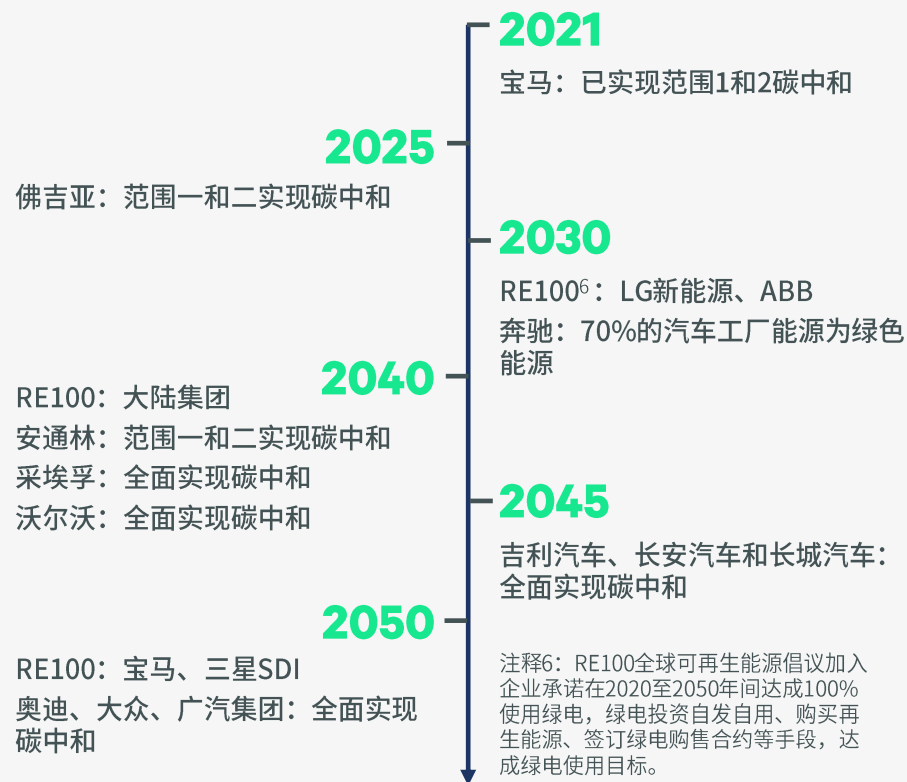 2021
宝马：已实现范围1和2碳中和
2025
佛吉亚：范围一和二实现碳中和
2030
RE100⁶：LG新能源、ABB
奔驰：70%的汽车工厂能源为绿色
能源
2040
RE100：大陆集团
安通林：范围一和二实现碳中和
采埃孚：全面实现碳中和
沃尔沃：全面实现碳中和
2045
吉利汽车、长安汽车和长城汽车：
全面实现碳中和
2050
RE100：宝马、三星SDI
奥迪、大众、广汽集团：全面实现
碳中和
注释6：RE100全球可再生能源倡议加入
企业承诺在2020至2050年间达成100%
使用绿电，绿电投资自发自用、购买再
生能源、签订绿电购售合约等手段，达
成绿电使用目标。